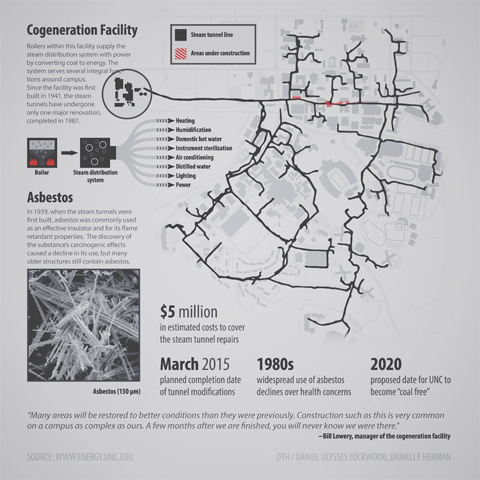 Cogeneration Facility
Boilers within this facility supply the
steam distribution system with power
by converting coal to energy. The
system serves several integral
tions around campus.
Since the facility was first
built in 1941, the steam
tunnels have undergone
only one major renovation,
completed in 1987.
Steam tunnel line
Areas under construction
Heating
Humidification
Domestic hot water
Instrument sterilization
Air conditioning
Distilled water
Lighting
Power
Boiler
Steam distribution
system
Asbestos
In 1939, when the steam tunnels were
first built, asbestos was commonly used
as an effective insulator and for its flame
retardant properties. The discovery of
the substance's carcinogenic effects
caused a decline in its use, but many
older structures still contain asbestos.
Asbestos (150 μm)
$5 million
in estimated costs to cover
the steam tunnel repairs
March 2015
planned completion date
of tunnel modifications
1980s
widespread use of asbestos
declines over health concerns
2020
proposed date for UNC to
become "coal free"
"Many areas will be restored to better conditions than they were previously. Construction such as this is very common
on a campus as complex as ours. A few months after we are finished, you will never know we were there."
—Bill Lowery, manager of the cogeneration facility
SOURCE: WWW.ENERGY.UNC.EDU
DTH / DANIEL ULYSSES LOCKWOOD, DANIELLE HERMAN